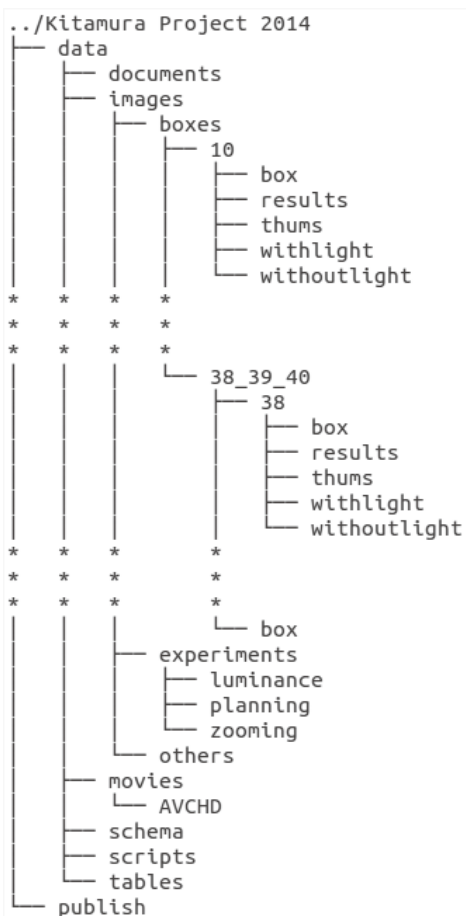 ../Kitamura Project 2014
├── data
│   ├── documents
│   ├── images
│   │   ├── boxes
│   │   │   ├── 10
│   │   │   │   ├── box
│   │   │   │   ├── results
│   │   │   │   ├── thums
│   │   │   │   ├── withlight
│   │   │   │   └── withoutlight
*   *   *   *
*   *   *   *
*   *   *   *
│   │   │   └── 38_39_40
│   │   │       ├── 38
│   │   │       │   ├── box
│   │   │       │   ├── results
│   │   │       │   ├── thums
│   │   │       │   ├── withlight
│   │   │       │   └── withoutlight
*   *   *       *
*   *   *       *
*   *   *       *
│   │   │       └── box
│   │   ├── experiments
│   │   │   ├── luminance
│   │   │   ├── planning
│   │   │   └── zooming
│   │   └── others
│   ├── movies
│   │   └── AVCHD
│   ├── schema
│   ├── scripts
│   └── tables
└── publish